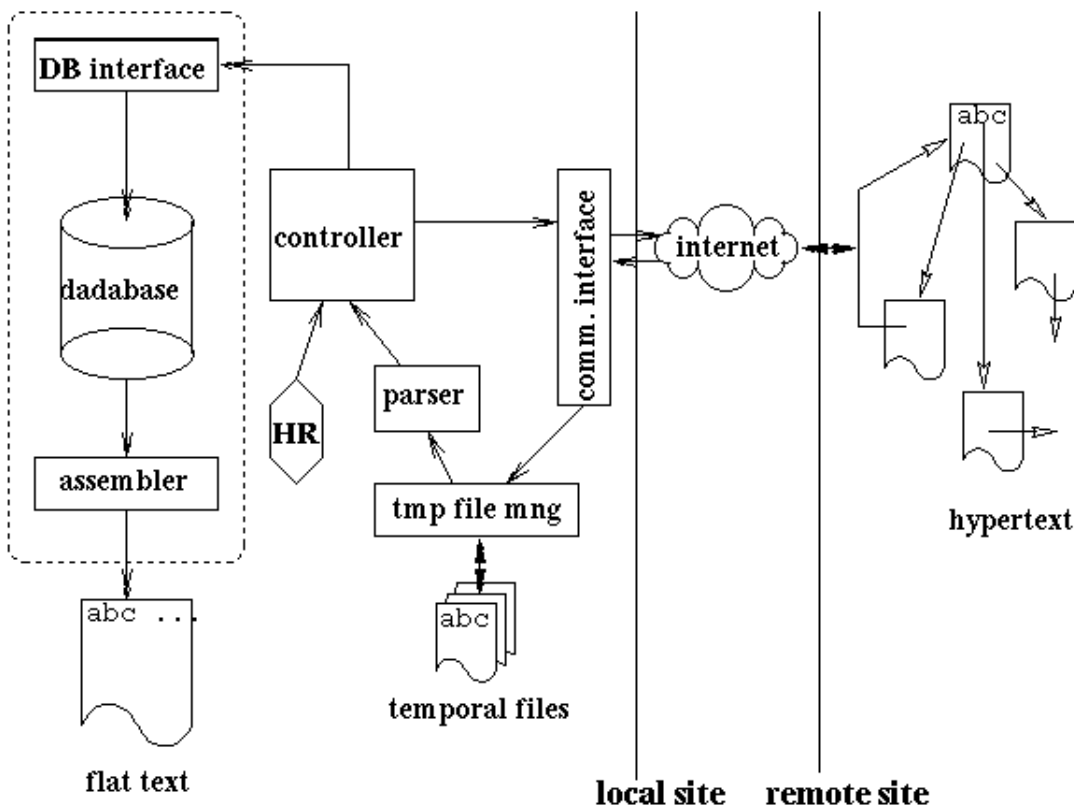 DB interface
abc
controller
comm. interface
internet
dadabase
parser
HR
assembler
tmp file mng
hypertext
abc ...
abc
temporal files
flat text
local site
remote site